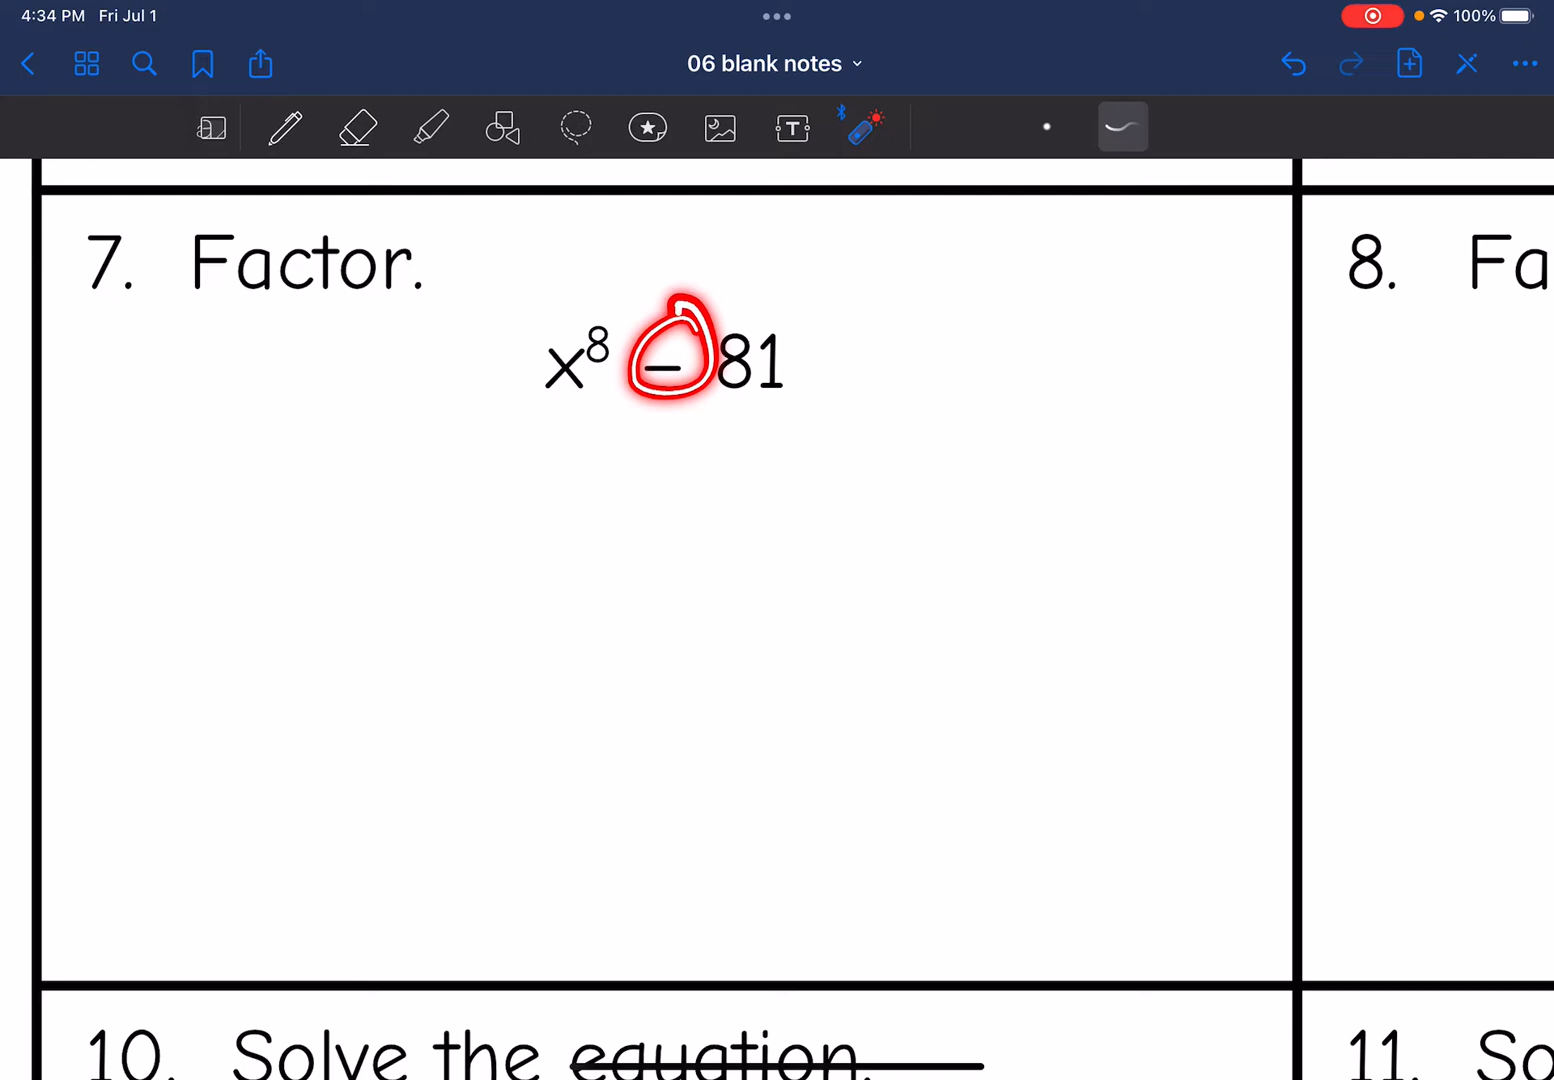 4:34 PM Fri Jul 1
100%
06 blank notes
7. Factor.
8. Fa
x⁸ – 81
10. Solve the equation.
11. So